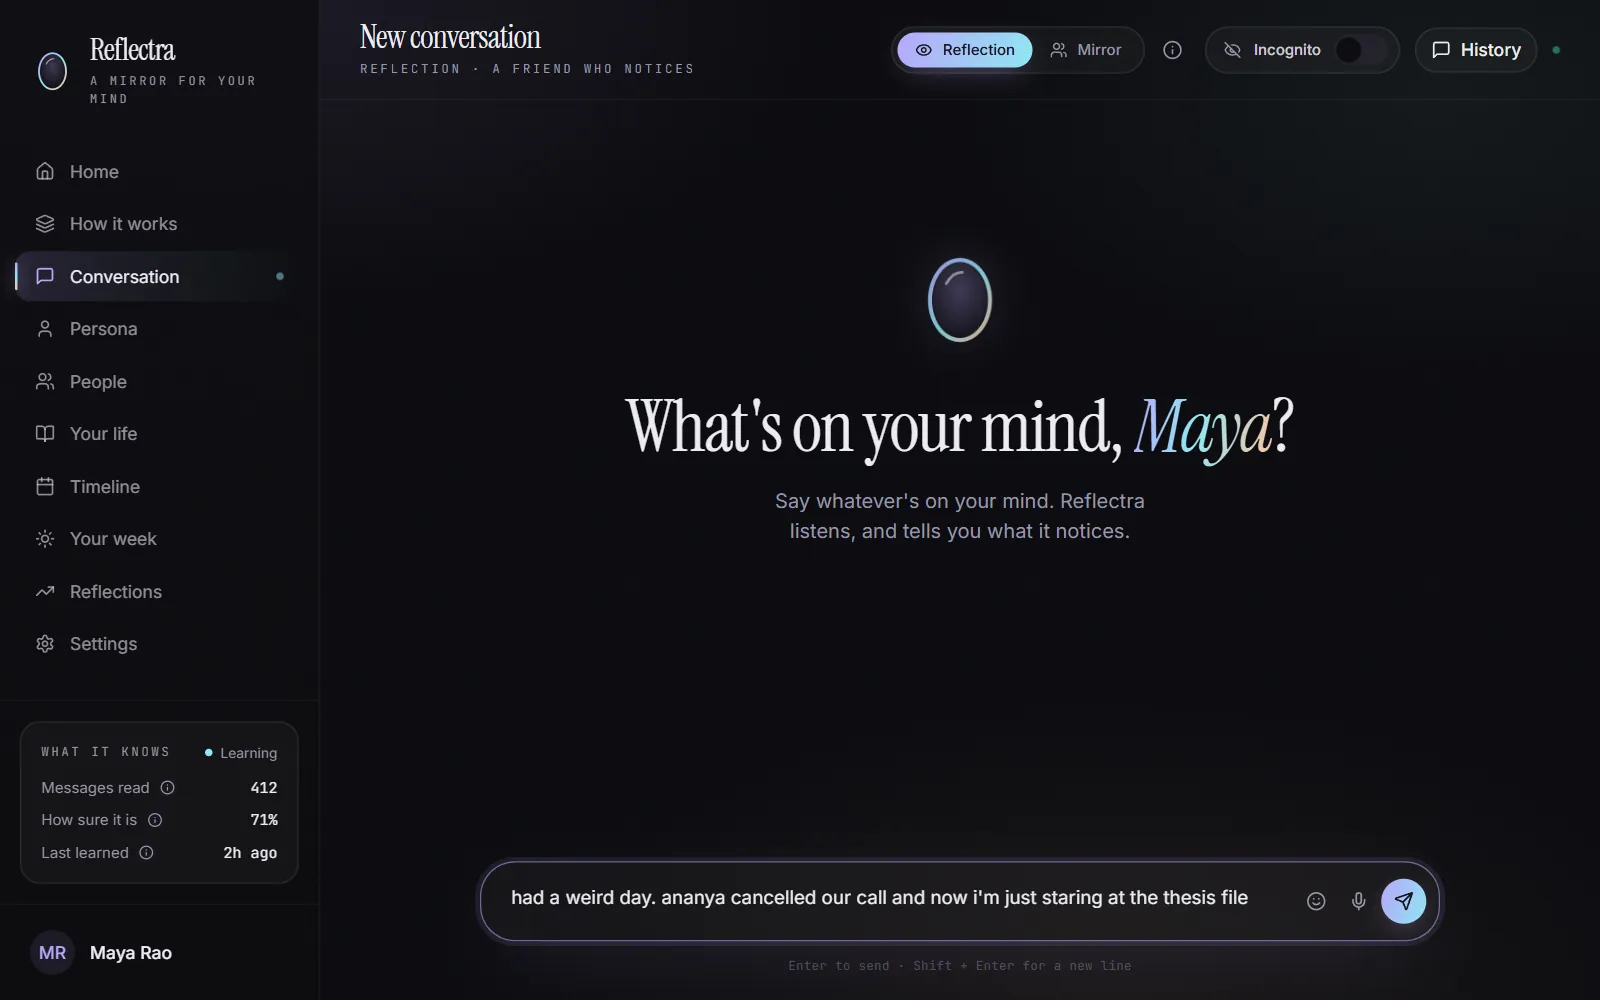 Reflectra
A MIRROR FOR YOUR
MIND
Home
How it works
Conversation
Persona
People
Your life
Timeline
Your week
Reflections
Settings
WHAT IT KNOWS
Learning
Messages read 412
How sure it is 71%
Last learned 2h ago
MR Maya Rao
New conversation
REFLECTION · A FRIEND WHO NOTICES
Reflection
Mirror
Incognito
History
What's on your mind, Maya?
Say whatever's on your mind. Reflectra
listens, and tells you what it notices.
had a weird day. ananya cancelled our call and now i'm just staring at the thesis file
Enter to send · Shift + Enter for a new line